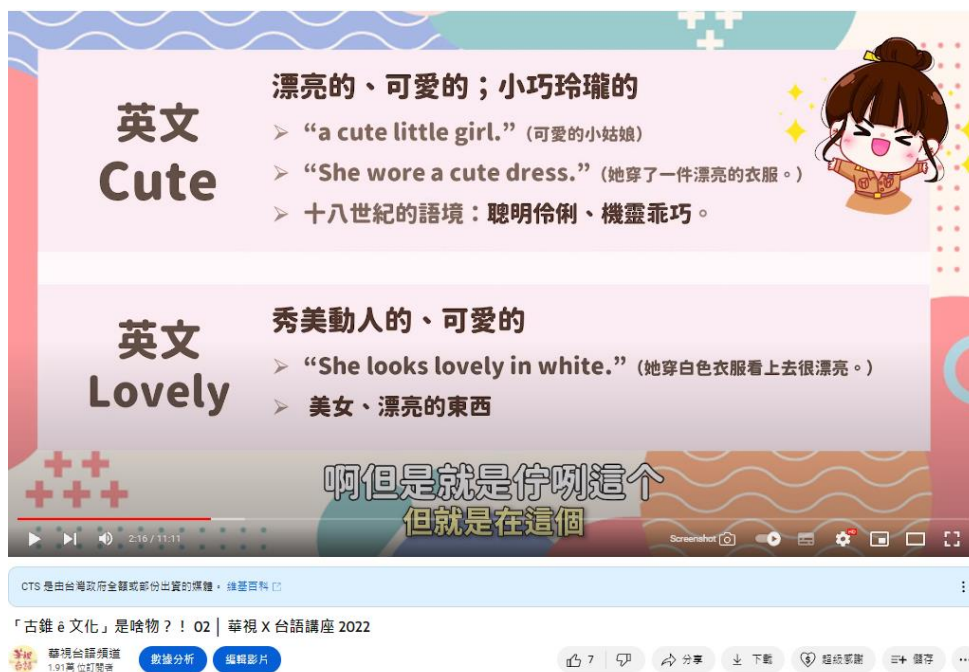 英文
Cute
漂亮的、可愛的；小巧玲瓏的
➢ “a cute little girl.”（可愛的小姑娘）
➢ “She wore a cute dress.”（她穿了一件漂亮的衣服。）
➢ 十八世紀的語境：聰明伶俐、機靈乖巧。
英文
Lovely
秀美動人的、可愛的
➢ “She looks lovely in white.”（她穿白色衣服看上去很漂亮。）
➢ 美女、漂亮的東西
啊但是就是佇咧這个
但就是在這個
2:16 / 11:11
Screenshot
CTS 是由台灣政府全額或部份出資的媒體。 維基百科
「古錐 ê 文化」是啥物？！ 02│ 華視 X 台語講座 2022
華視台語頻道
1.91萬 位訂閱者
數據分析
編輯影片
7
分享
下載
超級感謝
儲存